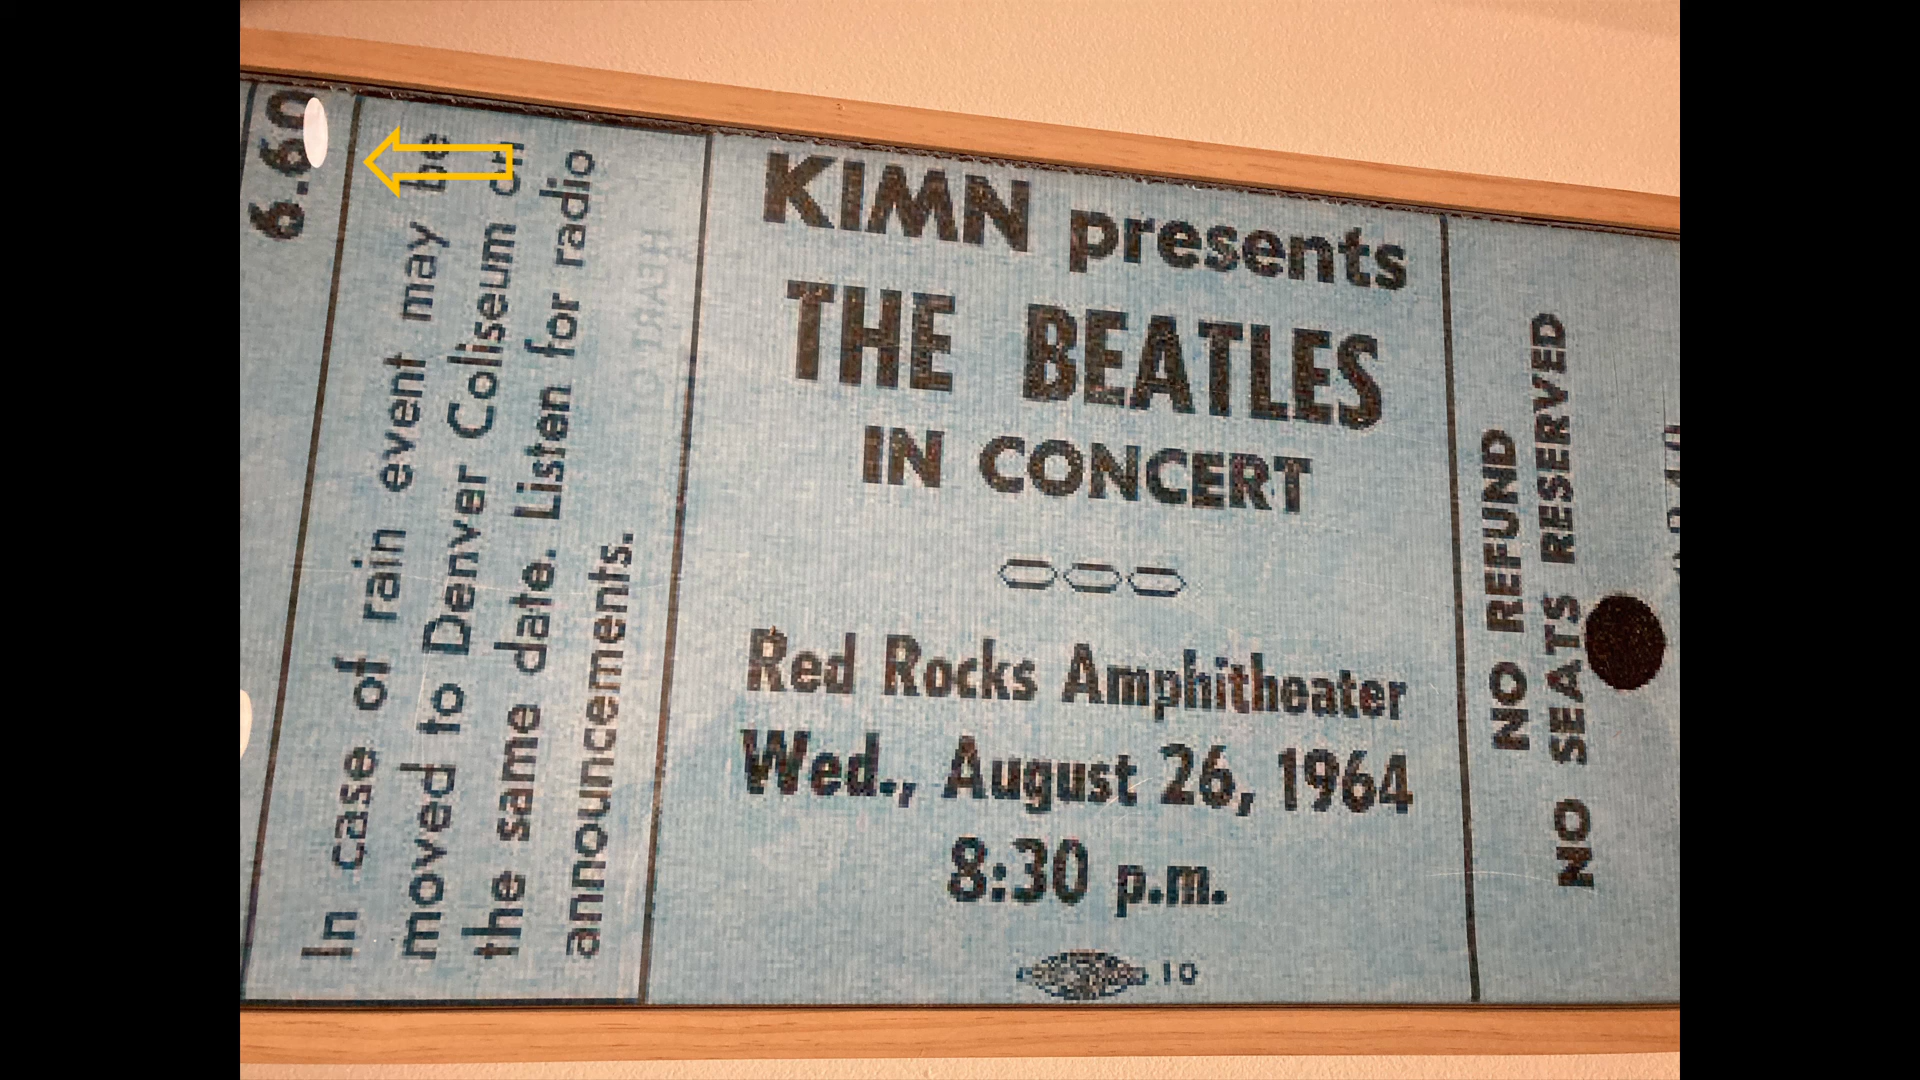 6.60
In case of rain event may be
moved to Denver Coliseum on
the same date. Listen for radio
announcements.
KIMN presents
THE BEATLES
IN CONCERT
Red Rocks Amphitheater
Wed., August 26, 1964
8:30 p.m.
10
NO REFUND
NO SEATS RESERVED